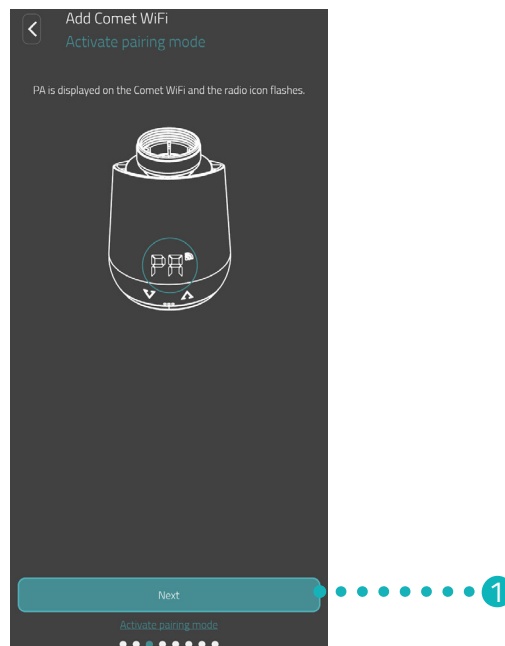 Add Comet WiFi
Activate pairing mode
PA is displayed on the Comet WiFi and the radio icon flashes.
PA
Next
1
Activate pairing mode